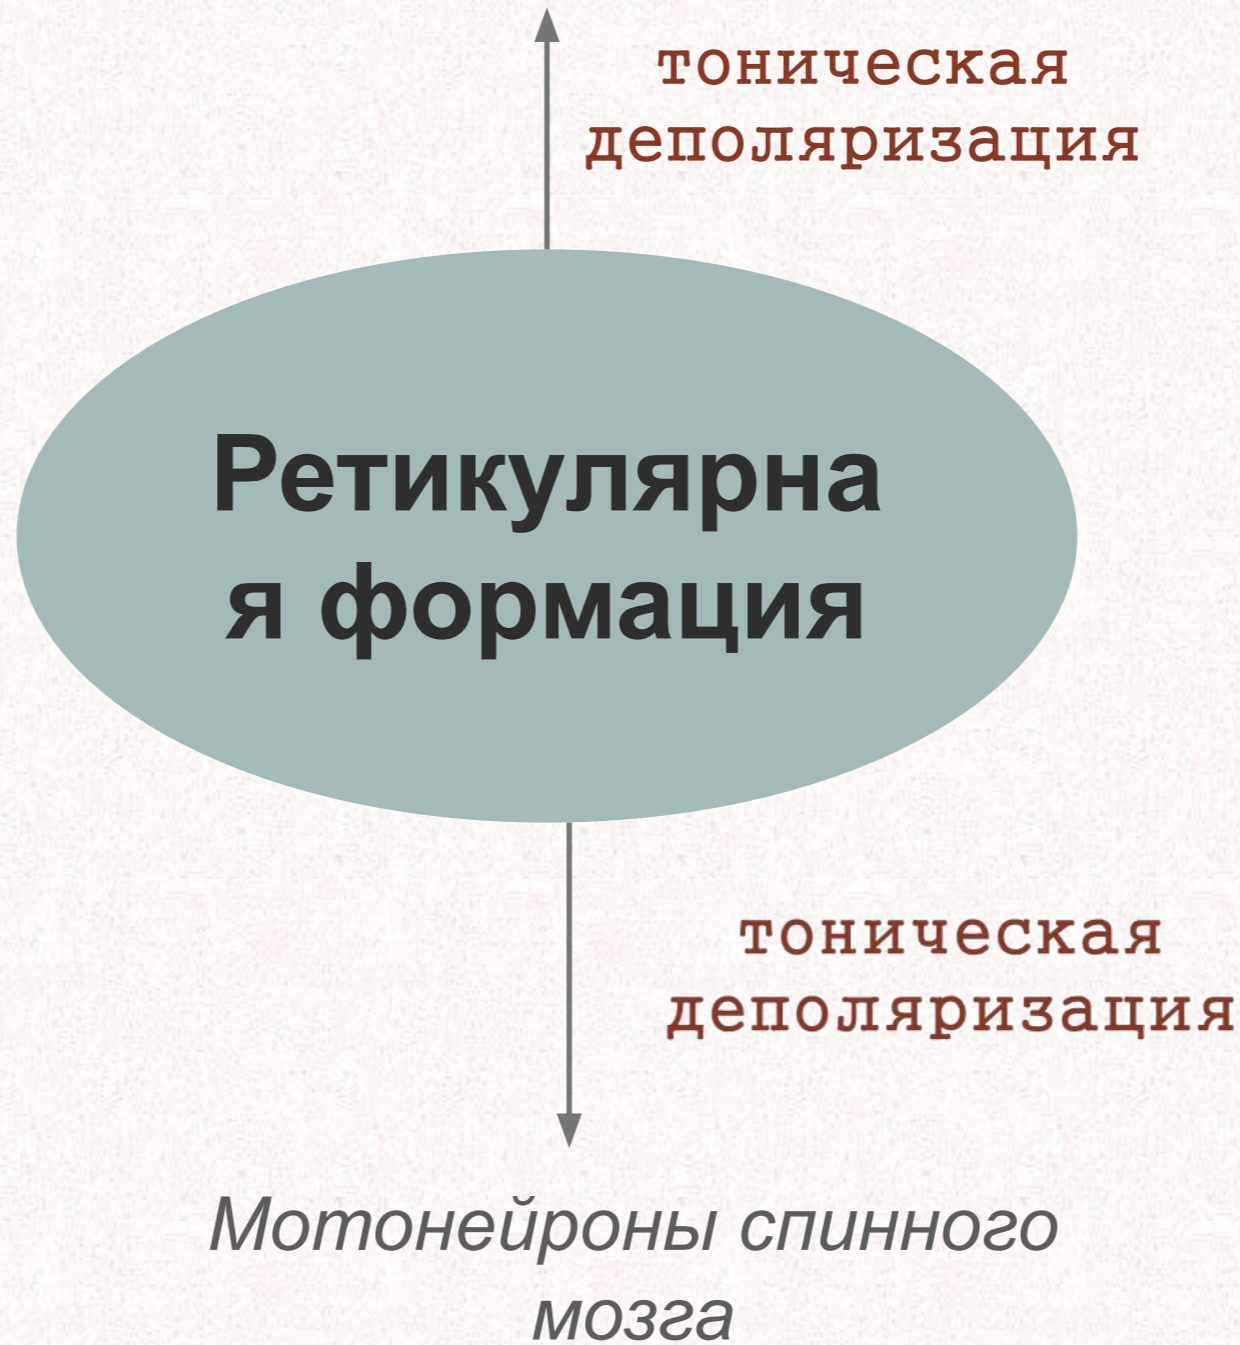 тоническая
деполяризация
Ретикулярна
я формация
тоническая
деполяризация
Мотонейроны спинного
мозга